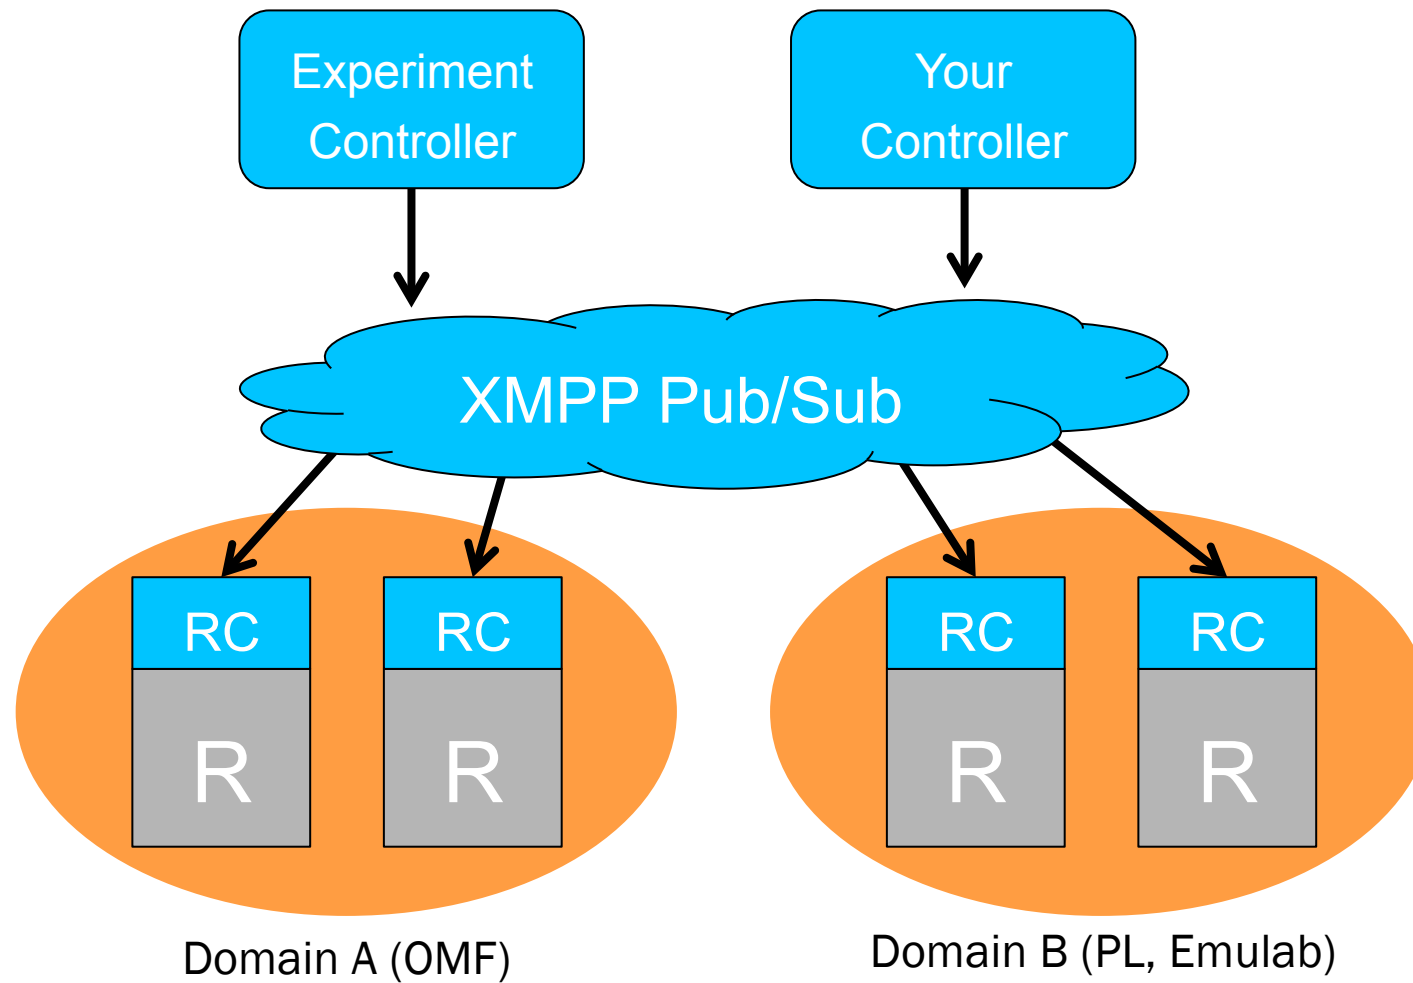 Experiment
Controller
Your
Controller
XMPP Pub/Sub
RC
RC
RC
RC
R
R
R
R
Domain A (OMF)
Domain B (PL, Emulab)